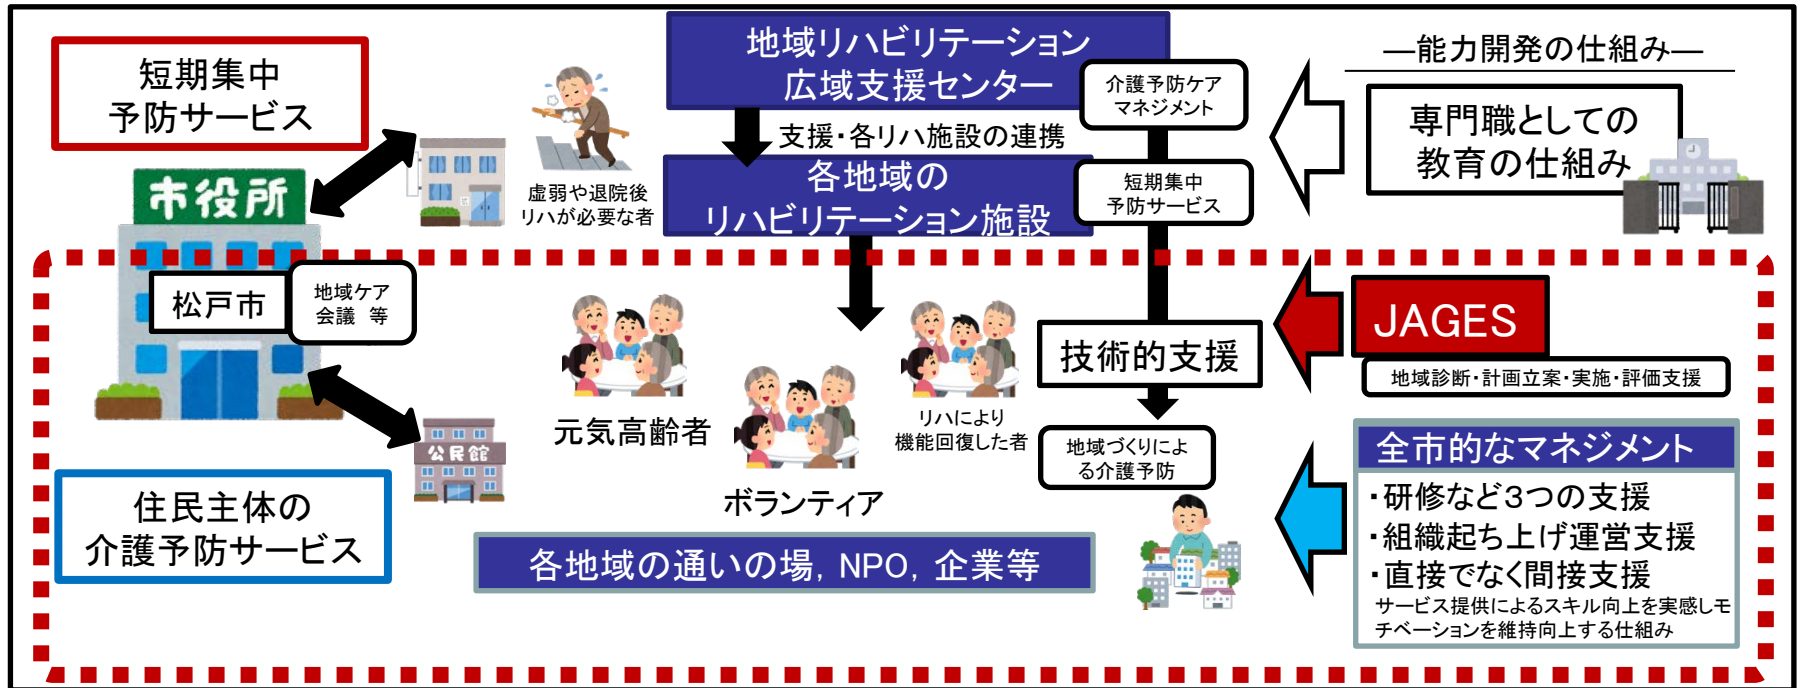 短期集中
予防サービス
市役所
松戸市
地域ケア
会議 等
虚弱や退院後
リハが必要な者
公民館
住民主体の
介護予防サービス
地域リハビリテーション
広域支援センター
介護予防ケア
マネジメント
支援・各リハ施設の連携
各地域の
リハビリテーション施設
短期集中
予防サービス
元気高齢者
ボランティア
リハにより
機能回復した者
技術的支援
地域づくりによ
る介護予防
各地域の通いの場，NPO，企業等
―能力開発の仕組み―
専門職としての
教育の仕組み
JAGES
地域診断・計画立案・実施・評価支援
全市的なマネジメント
・研修など３つの支援
・組織起ち上げ運営支援
・直接でなく間接支援
サービス提供によるスキル向上を実感しモ
チベーションを維持向上する仕組み